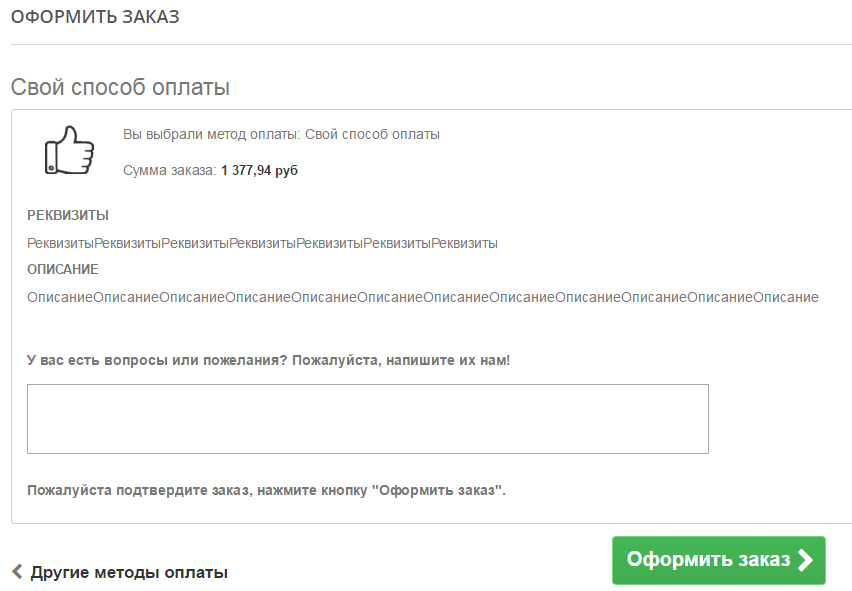 ОФОРМИТЬ ЗАКАЗ
Свой способ оплаты
Вы выбрали метод оплаты: Свой способ оплаты
Сумма заказа: 1 377,94 руб
РЕКВИЗИТЫ
РеквизитыРеквизитыРеквизитыРеквизитыРеквизитыРеквизитыРеквизиты
ОПИСАНИЕ
ОписаниеОписаниеОписаниеОписаниеОписаниеОписаниеОписаниеОписаниеОписаниеОписаниеОписаниеОписание
У вас есть вопросы или пожелания? Пожалуйста, напишите их нам!
Пожалуйста подтвердите заказ, нажмите кнопку "Оформить заказ".
Другие методы оплаты
Оформить заказ